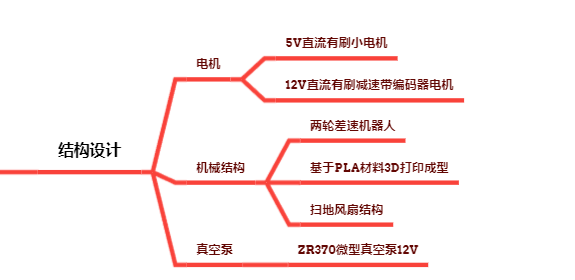 结构设计
电机
5V直流有刷小电机
12V直流有刷减速带编码器电机
机械结构
两轮差速机器人
基于PLA材料3D打印成型
扫地风扇结构
真空泵
ZR370微型真空泵12V